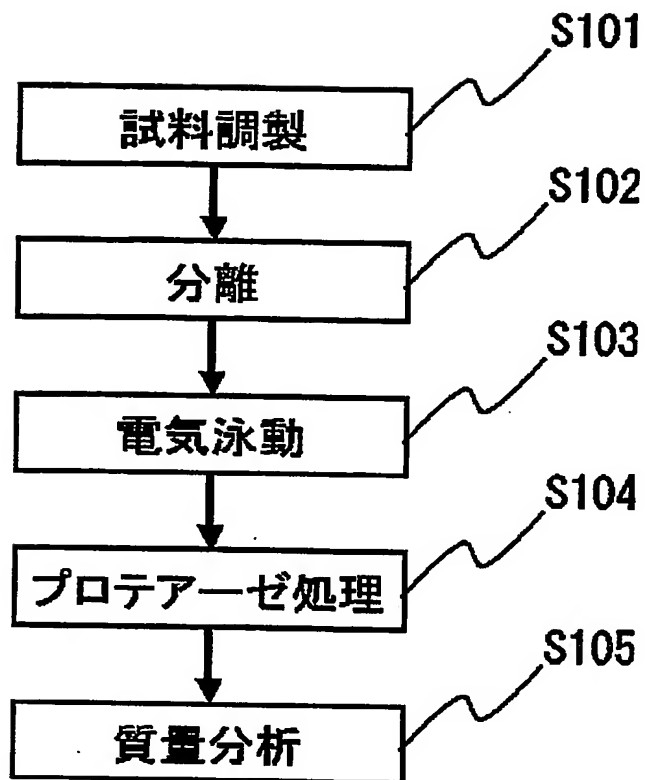 S101
試料調製
S102
分離
S103
電気泳動
S104
プロテアーゼ処理
S105
質量分析